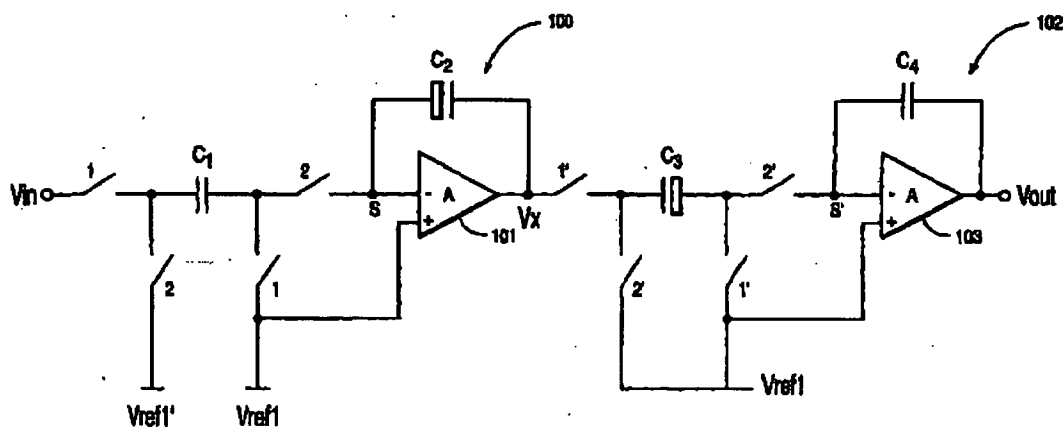 100
102
C2
C4
1
C1
2
1'
C3
2'
Vin
-
A
+
S
Vx
101
-
A
+
S'
Vout
103
2
1
2'
1'
Vref1'
Vref1
Vref1